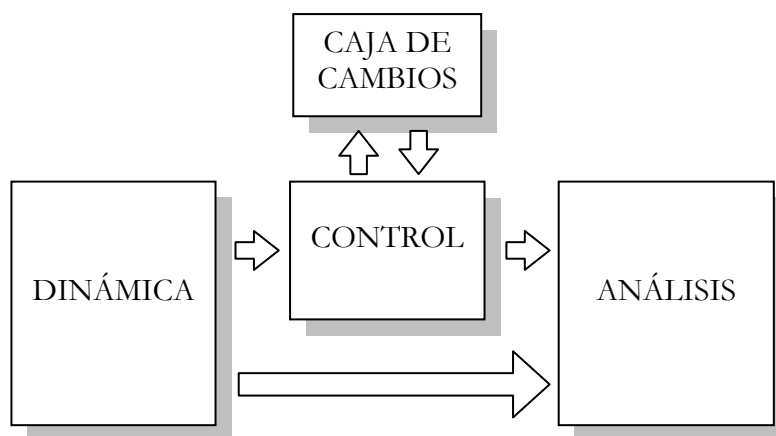 CAJA DE
CAMBIOS
CONTROL
DINÁMICA
ANÁLISIS